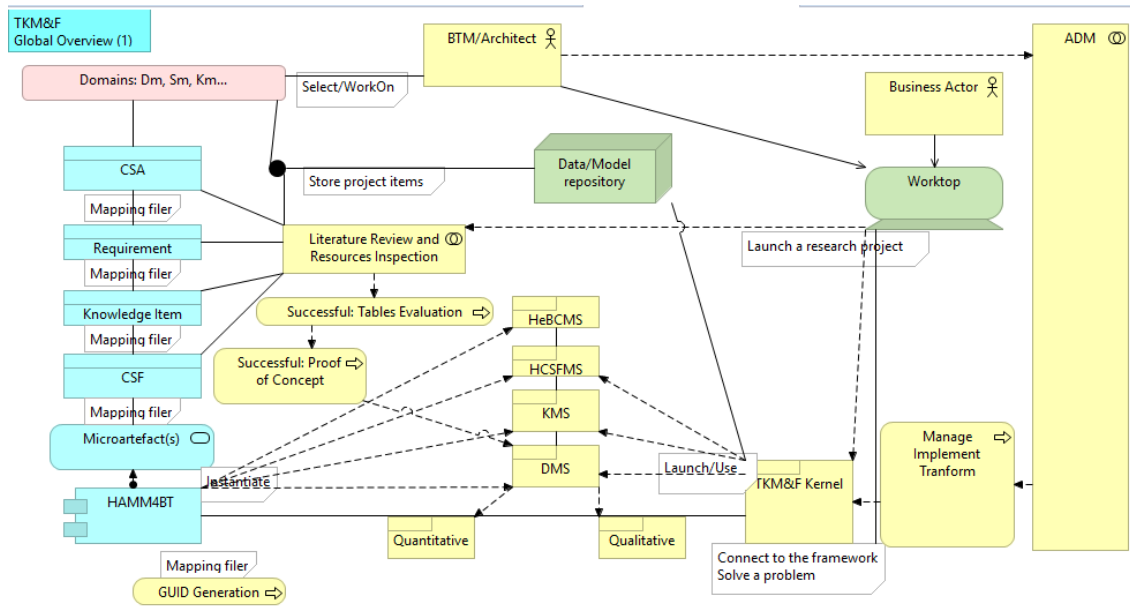 TKM&F
Global Overview (1)
BTM/Architect
ADM
Domains: Dm, Sm, Km...
Select/WorkOn
Business Actor
CSA
Data/Model
repository
Worktop
Store project items
Mapping filer
Requirement
Literature Review and
Resources Inspection
Launch a research project
Mapping filer
Knowledge Item
Successful: Tables Evaluation
HeBCMS
Mapping filer
CSF
Successful: Proof
of Concept
HCSFMS
Mapping filer
KMS
Microartefact(s)
Manage
Implement
Tranform
DMS
Launch/Use
Instantiate
TKM&F Kernel
HAMM4BT
Quantitative
Qualitative
Connect to the framework
Solve a problem
Mapping filer
GUID Generation